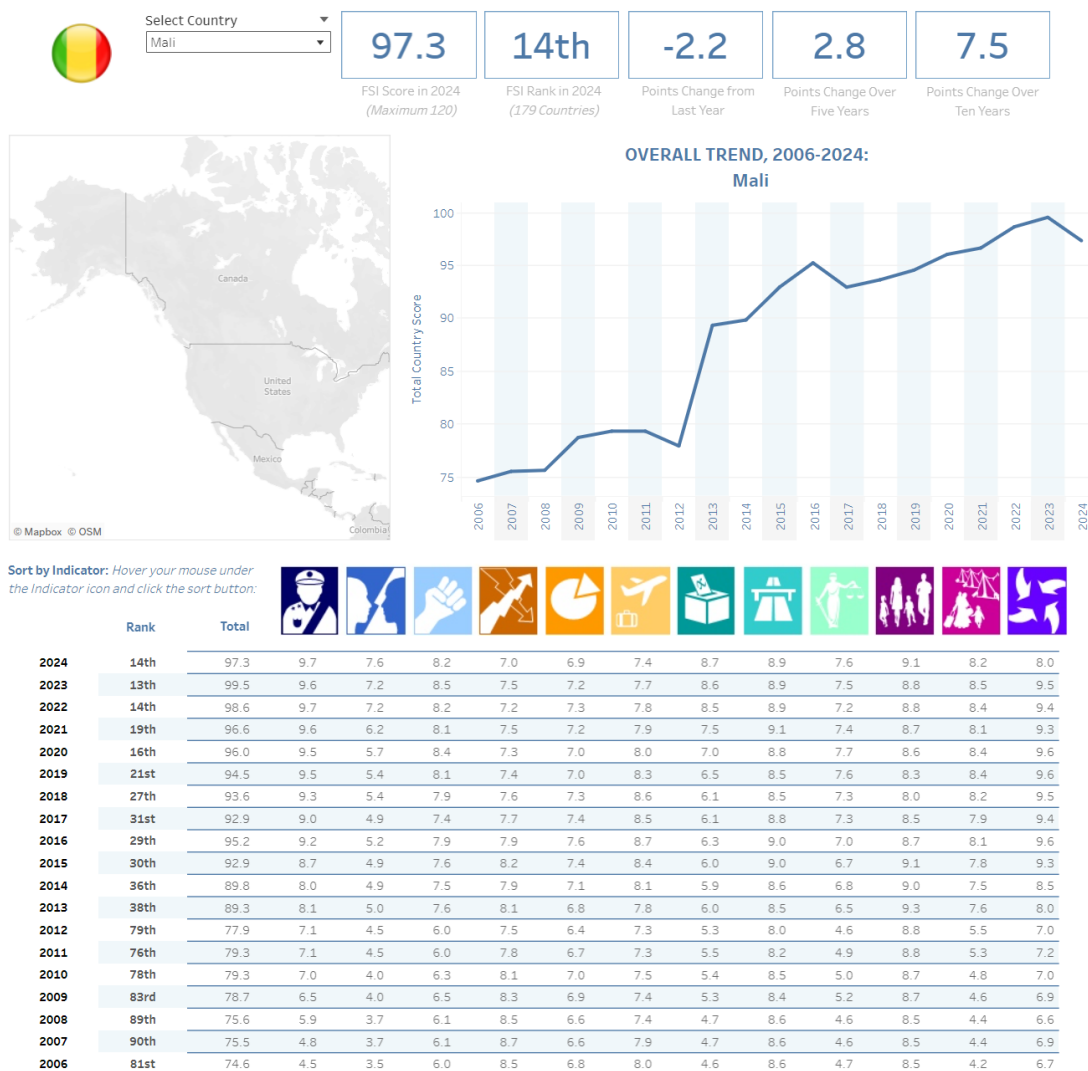 Select Country
Mali
97.3
FSI Score in 2024
(Maximum 120)
14th
FSI Rank in 2024
(179 Countries)
-2.2
Points Change from
Last Year
2.8
Points Change Over
Five Years
7.5
Points Change Over
Ten Years
Canada
United
States
Mexico
Colombia
© Mapbox © OSM
OVERALL TREND, 2006-2024:
Mali
Total Country Score
100
95
90
85
80
75
2006 2007 2008 2009 2010 2011 2012 2013 2014 2015 2016 2017 2018 2019 2020 2021 2022 2023 2024
Sort by Indicator: Hover your mouse under
the Indicator icon and click the sort button:
Rank Total
2024 14th 97.3 9.7 7.6 8.2 7.0 6.9 7.4 8.7 8.9 7.6 9.1 8.2 8.0
2023 13th 99.5 9.6 7.2 8.5 7.5 7.2 7.7 8.6 8.9 7.5 8.8 8.5 9.5
2022 14th 98.6 9.7 7.2 8.2 7.2 7.3 7.8 8.5 8.9 7.2 8.8 8.4 9.4
2021 19th 96.6 9.6 6.2 8.1 7.5 7.2 7.9 7.5 9.1 7.4 8.7 8.1 9.3
2020 16th 96.0 9.5 5.7 8.4 7.3 7.0 8.0 7.0 8.8 7.7 8.6 8.4 9.6
2019 21st 94.5 9.5 5.4 8.1 7.4 7.0 8.3 6.5 8.5 7.6 8.3 8.4 9.6
2018 27th 93.6 9.3 5.4 7.9 7.6 7.3 8.6 6.1 8.5 7.3 8.0 8.2 9.5
2017 31st 92.9 9.0 4.9 7.4 7.7 7.4 8.5 6.1 8.8 7.3 8.5 7.9 9.4
2016 29th 95.2 9.2 5.2 7.9 7.9 7.6 8.7 6.3 9.0 7.0 8.7 8.1 9.6
2015 30th 92.9 8.7 4.9 7.6 8.2 7.4 8.4 6.0 9.0 6.7 9.1 7.8 9.3
2014 36th 89.8 8.0 4.9 7.5 7.9 7.1 8.1 5.9 8.6 6.8 9.0 7.5 8.5
2013 38th 89.3 8.1 5.0 7.6 8.1 6.8 7.8 6.0 8.5 6.5 9.3 7.6 8.0
2012 79th 77.9 7.1 4.5 6.0 7.5 6.4 7.3 5.3 8.0 4.6 8.8 5.5 7.0
2011 76th 79.3 7.1 4.5 6.0 7.8 6.7 7.3 5.5 8.2 4.9 8.8 5.3 7.2
2010 78th 79.3 7.0 4.0 6.3 8.1 7.0 7.5 5.4 8.5 5.0 8.7 4.8 7.0
2009 83rd 78.7 6.5 4.0 6.5 8.3 6.9 7.4 5.3 8.4 5.2 8.7 4.6 6.9
2008 89th 75.6 5.9 3.7 6.1 8.5 6.6 7.4 4.7 8.6 4.6 8.5 4.4 6.6
2007 90th 75.5 4.8 3.7 6.1 8.7 6.6 7.9 4.7 8.6 4.6 8.5 4.4 6.9
2006 81st 74.6 4.5 3.5 6.0 8.5 6.8 8.0 4.6 8.6 4.7 8.5 4.2 6.7